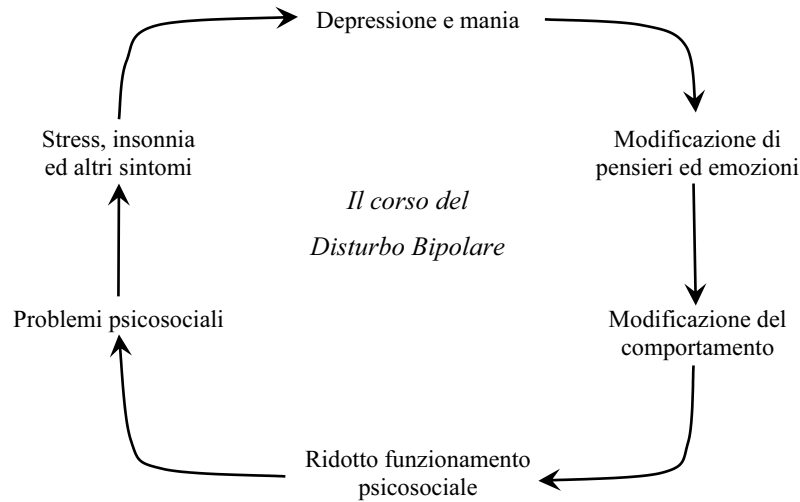 Depressione e mania
Stress, insonnia
ed altri sintomi
Modificazione di
pensieri ed emozioni
Il corso del
Disturbo Bipolare
Problemi psicosociali
Modificazione del
comportamento
Ridotto funzionamento
psicosociale